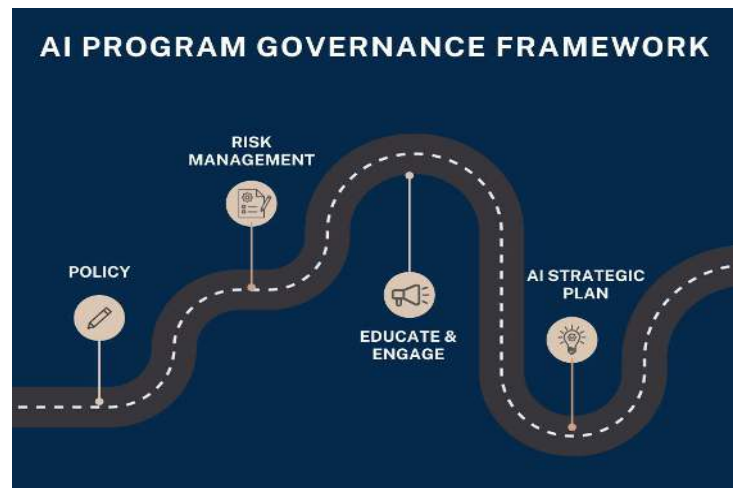 AI PROGRAM GOVERNANCE FRAMEWORK
POLICY
RISK
MANAGEMENT
EDUCATE &
ENGAGE
AI STRATEGIC
PLAN